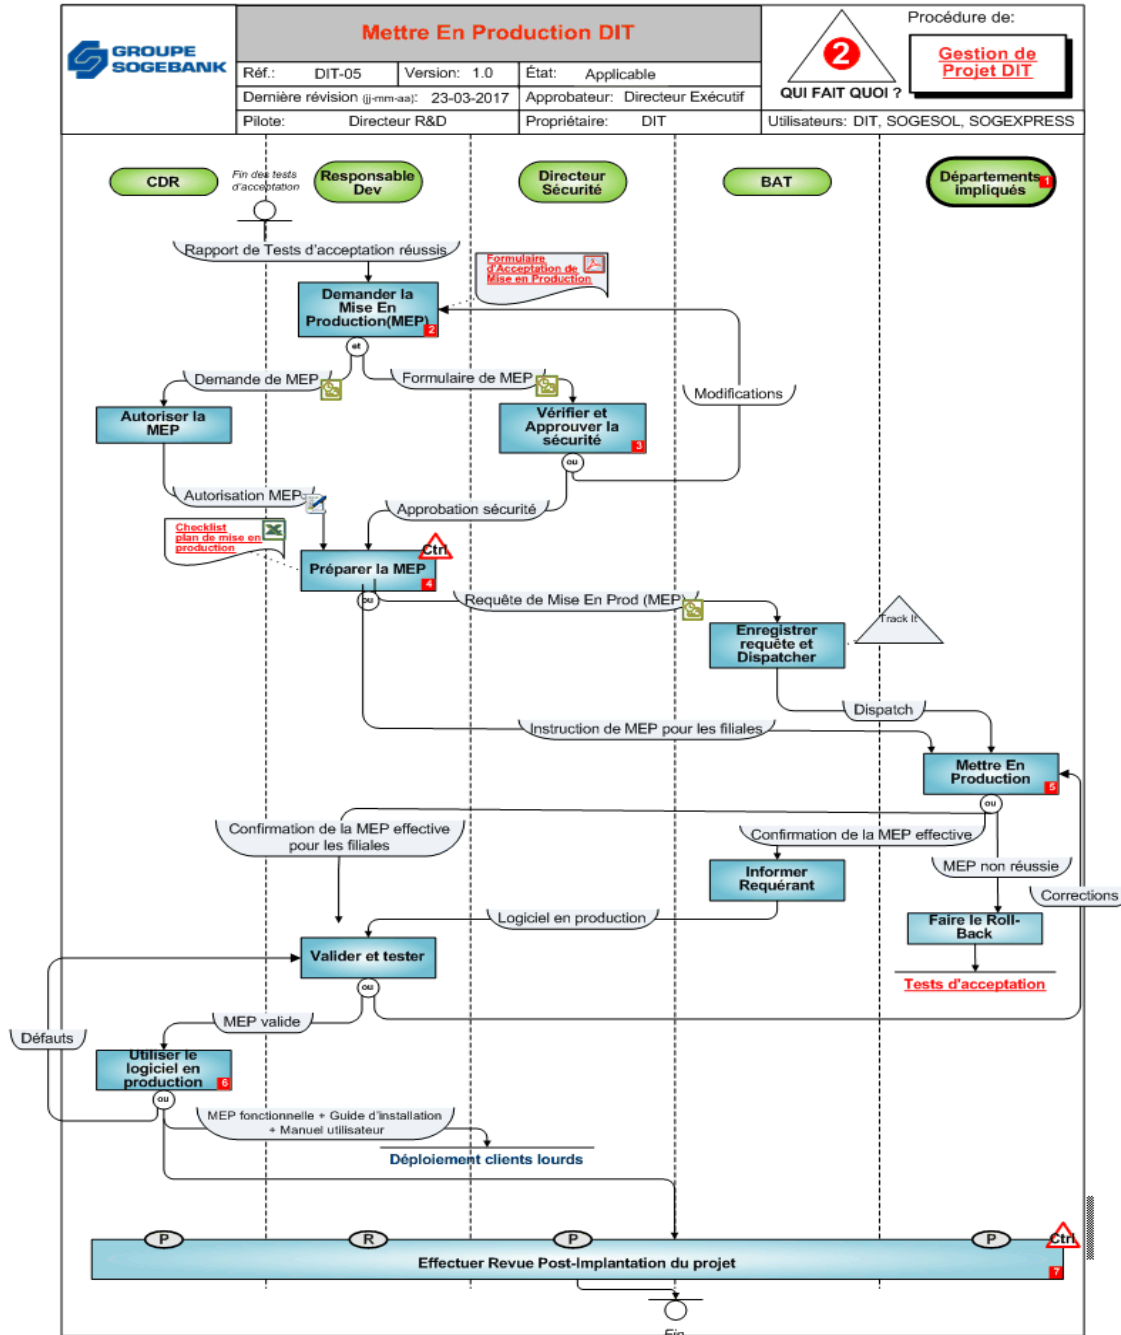 GROUPE
SOGEBANK
Mettre En Production DIT
Réf.: DIT-05 Version: 1.0 État: Applicable
Dernière révision (jj-mm-aa): 23-03-2017 Approbateur: Directeur Exécutif
Pilote: Directeur R&D Propriétaire: DIT Utilisateurs: DIT, SOGESOL, SOGEXPRESS
2
QUI FAIT QUOI ?
Procédure de:
Gestion de
Projet DIT
CDR
Fin des tests
d'acceptation
Responsable
Dev
Directeur
Sécurité
BAT
Départements
impliqués
1
Rapport de Tests d'acceptation réussis
Formulaire
d'Acceptation de
Mise en Production
Demander la
Mise En
Production(MEP)
2
et
Demande de MEP
Formulaire de MEP
Modifications
Autoriser la
MEP
Vérifier et
Approuver la
sécurité
3
ou
Autorisation MEP
Approbation sécurité
Checklist
plan de mise en
production
Ctrl
Préparer la MEP
4
ou
Requête de Mise En Prod (MEP)
Enregistrer
requête et
Dispatcher
Track It
Dispatch
Instruction de MEP pour les filiales
Mettre En
Production
5
ou
Confirmation de la MEP effective
pour les filiales
Confirmation de la MEP effective
MEP non réussie
Informer
Requérant
Corrections
Logiciel en production
Faire le Roll-
Back
Valider et tester
Tests d'acceptation
ou
MEP valide
Défauts
Utiliser le
logiciel en
production
6
ou
MEP fonctionnelle + Guide d'installation
+ Manuel utilisateur
Déploiement clients lourds
P
R
P
P
Ctrl
Effectuer Revue Post-Implantation du projet
7
Fin